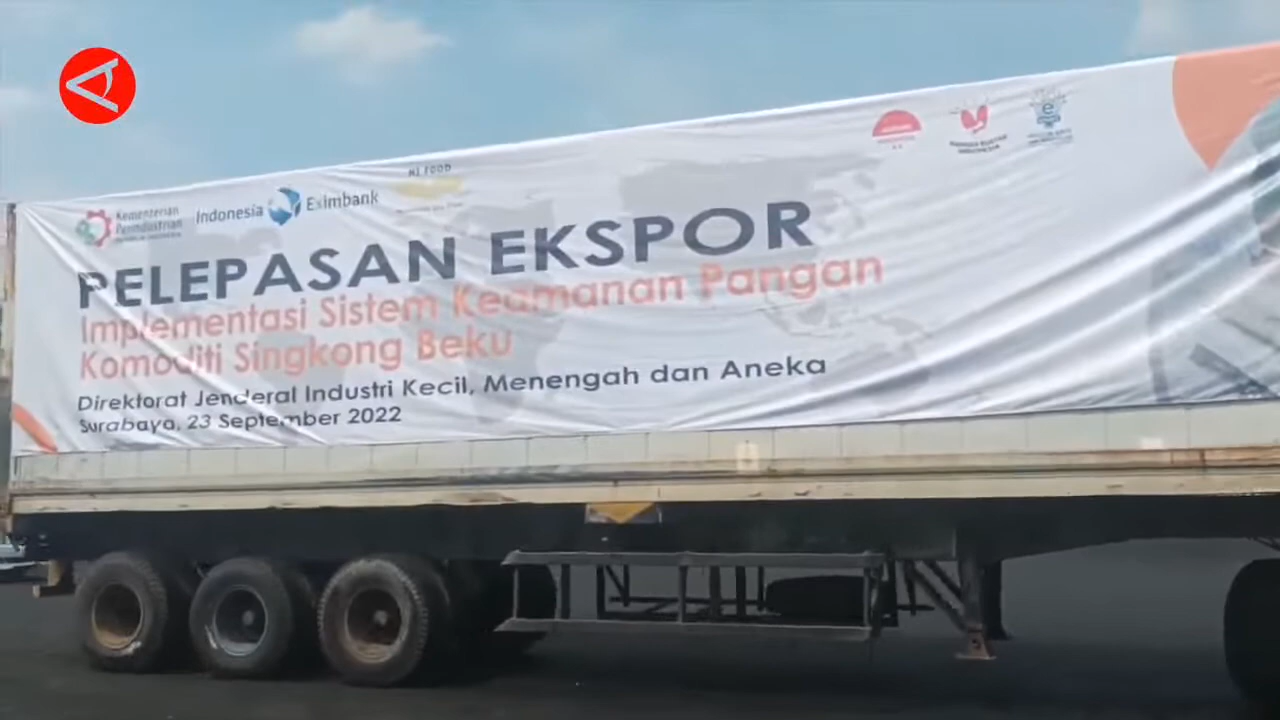 Kementerian
Perindustrian
Indonesia Eximbank
PELEPASAN EKSPOR
Implementasi Sistem Keamanan Pangan
Komoditi Singkong Beku
Direktorat Jenderal Industri Kecil, Menengah dan Aneka
Surabaya, 23 September 2022